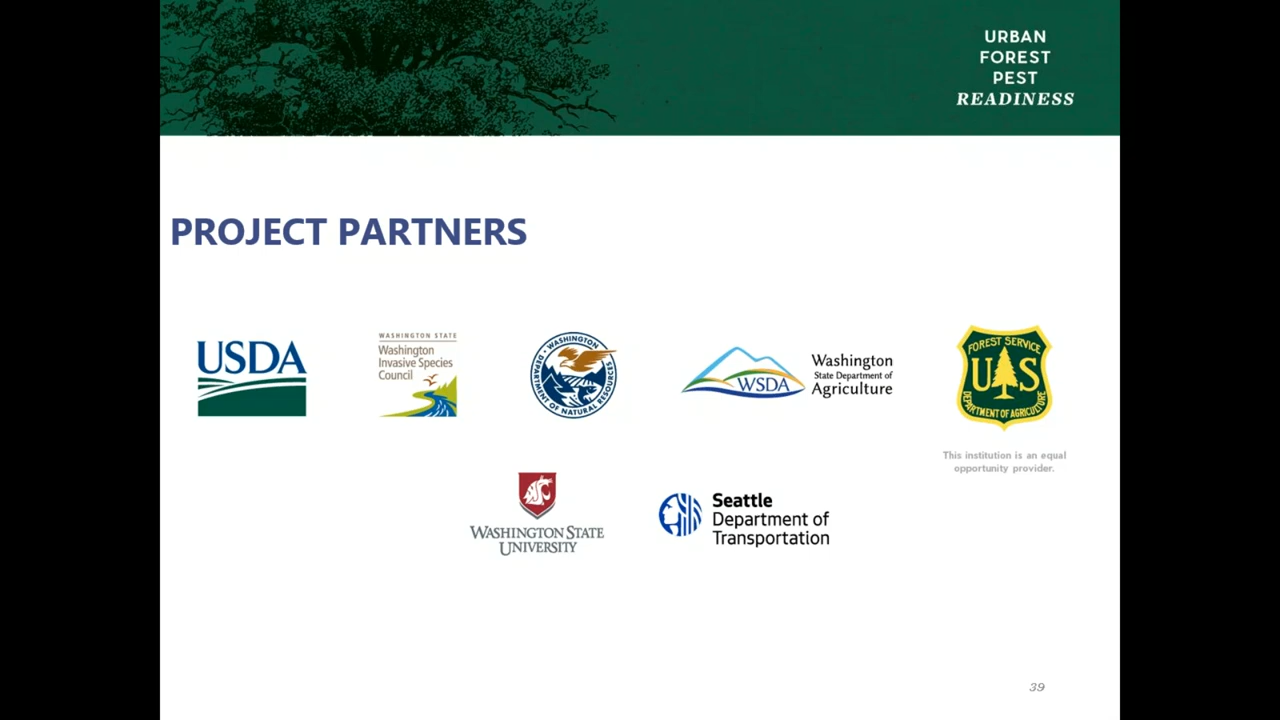 URBAN
FOREST
PEST
READINESS
PROJECT PARTNERS
USDA
WASHINGTON STATE
Washington
Invasive Species
Council
WASHINGTON
DEPARTMENT OF NATURAL RESOURCES
WSDA
Washington
State Department of
Agriculture
FOREST SERVICE
US
DEPARTMENT OF AGRICULTURE
This institution is an equal
opportunity provider.
WASHINGTON STATE
UNIVERSITY
Seattle
Department of
Transportation
39